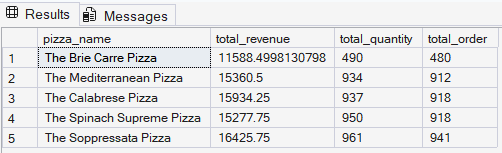 Results Messages
pizza_name total_revenue total_quantity total_order
1 The Brie Carre Pizza 11588.4998130798 490 480
2 The Mediterranean Pizza 15360.5 934 912
3 The Calabrese Pizza 15934.25 937 918
4 The Spinach Supreme Pizza 15277.75 950 918
5 The Soppressata Pizza 16425.75 961 941